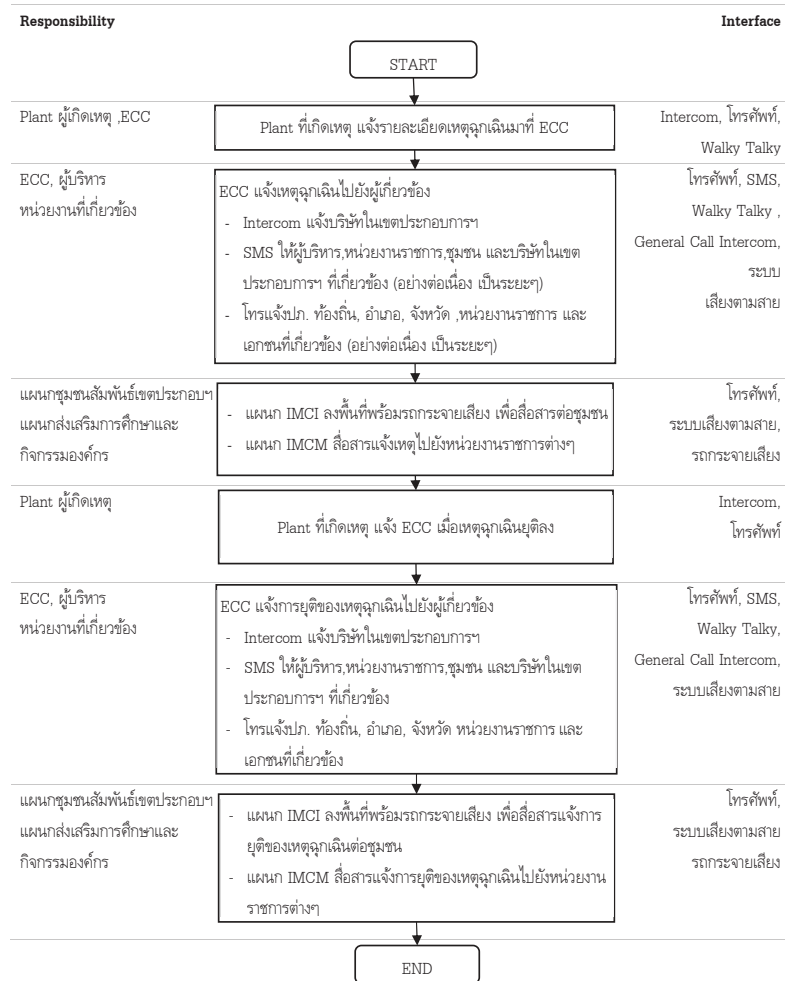 Responsibility
Interface
START
Plant ผู้เกิดเหตุ ,ECC
Plant ที่เกิดเหตุ แจ้งรายละเอียดเหตุฉุกเฉินมาที่ ECC
Intercom, โทรศัพท์,
Walky Talky
ECC, ผู้บริหาร
หน่วยงานที่เกี่ยวข้อง
ECC แจ้งเหตุฉุกเฉินไปยังผู้เกี่ยวข้อง
- Intercom แจ้งบริษัทในเขตประกอบการฯ
- SMS ให้ผู้บริหาร,หน่วยงานราชการ,ชุมชน และบริษัทในเขต
ประกอบการฯ ที่เกี่ยวข้อง (อย่างต่อเนื่อง เป็นระยะๆ)
- โทรแจ้งปภ. ท้องถิ่น, อำเภอ, จังหวัด ,หน่วยงานราชการ และ
เอกชนที่เกี่ยวข้อง (อย่างต่อเนื่อง เป็นระยะๆ)
โทรศัพท์, SMS,
Walky Talky ,
General Call Intercom,
ระบบ
เสียงตามสาย
แผนกชุมชนสัมพันธ์เขตประกอบฯ
แผนกส่งเสริมการศึกษาและ
กิจกรรมองค์กร
- แผนก IMCI ลงพื้นที่พร้อมรถกระจายเสียง เพื่อสื่อสารต่อชุมชน
- แผนก IMCM สื่อสารแจ้งเหตุไปยังหน่วยงานราชการต่างๆ
โทรศัพท์,
ระบบเสียงตามสาย,
รถกระจายเสียง
Plant ผู้เกิดเหตุ
Plant ที่เกิดเหตุ แจ้ง ECC เมื่อเหตุฉุกเฉินยุติลง
Intercom,
โทรศัพท์
ECC, ผู้บริหาร
หน่วยงานที่เกี่ยวข้อง
ECC แจ้งการยุติของเหตุฉุกเฉินไปยังผู้เกี่ยวข้อง
- Intercom แจ้งบริษัทในเขตประกอบการฯ
- SMS ให้ผู้บริหาร,หน่วยงานราชการ,ชุมชน และบริษัทในเขต
ประกอบการฯ ที่เกี่ยวข้อง
- โทรแจ้งปภ. ท้องถิ่น, อำเภอ, จังหวัด หน่วยงานราชการ และ
เอกชนที่เกี่ยวข้อง
โทรศัพท์, SMS,
Walky Talky,
General Call Intercom,
ระบบเสียงตามสาย
แผนกชุมชนสัมพันธ์เขตประกอบฯ
แผนกส่งเสริมการศึกษาและ
กิจกรรมองค์กร
- แผนก IMCI ลงพื้นที่พร้อมรถกระจายเสียง เพื่อสื่อสารแจ้งการ
ยุติของเหตุฉุกเฉินต่อชุมชน
- แผนก IMCM สื่อสารแจ้งการยุติของเหตุฉุกเฉินไปยังหน่วยงาน
ราชการต่างๆ
โทรศัพท์,
ระบบเสียงตามสาย
รถกระจายเสียง
END